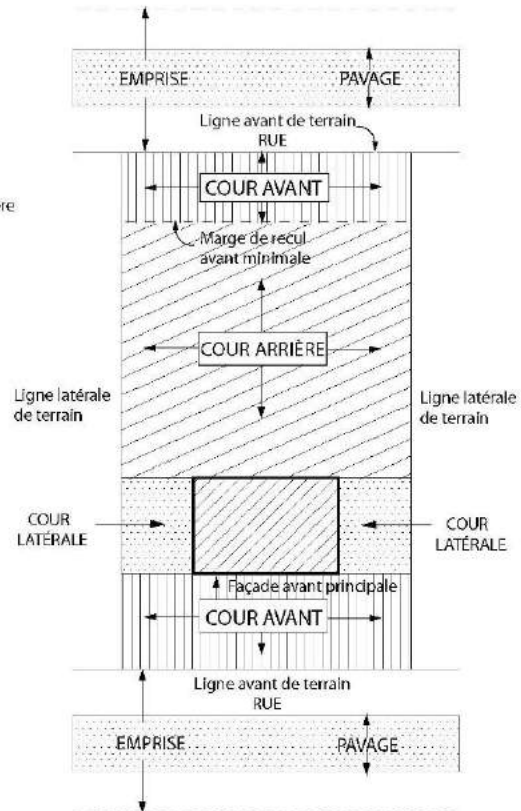 EMPRISE
PAVAGE
Ligne avant de terrain
RUE
COUR AVANT
Marge de recul
avant minimale
COUR ARRIÈRE
Ligne latérale
de terrain
Ligne latérale
de terrain
COUR
LATÉRALE
COUR
LATÉRALE
Façade avant principale
COUR AVANT
Ligne avant de terrain
RUE
EMPRISE
PAVAGE